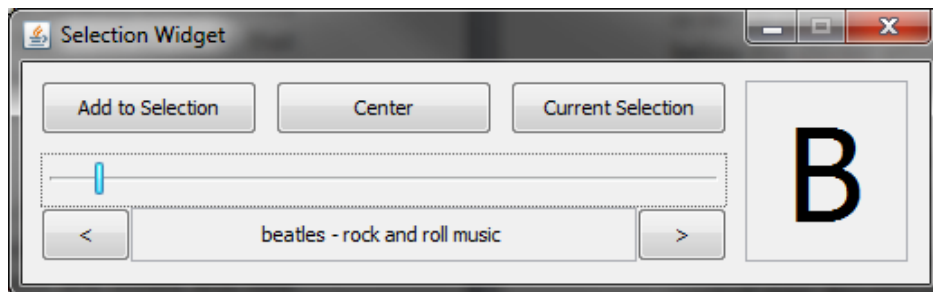 Selection Widget
Add to Selection Center Current Selection
B
< beatles - rock and roll music >